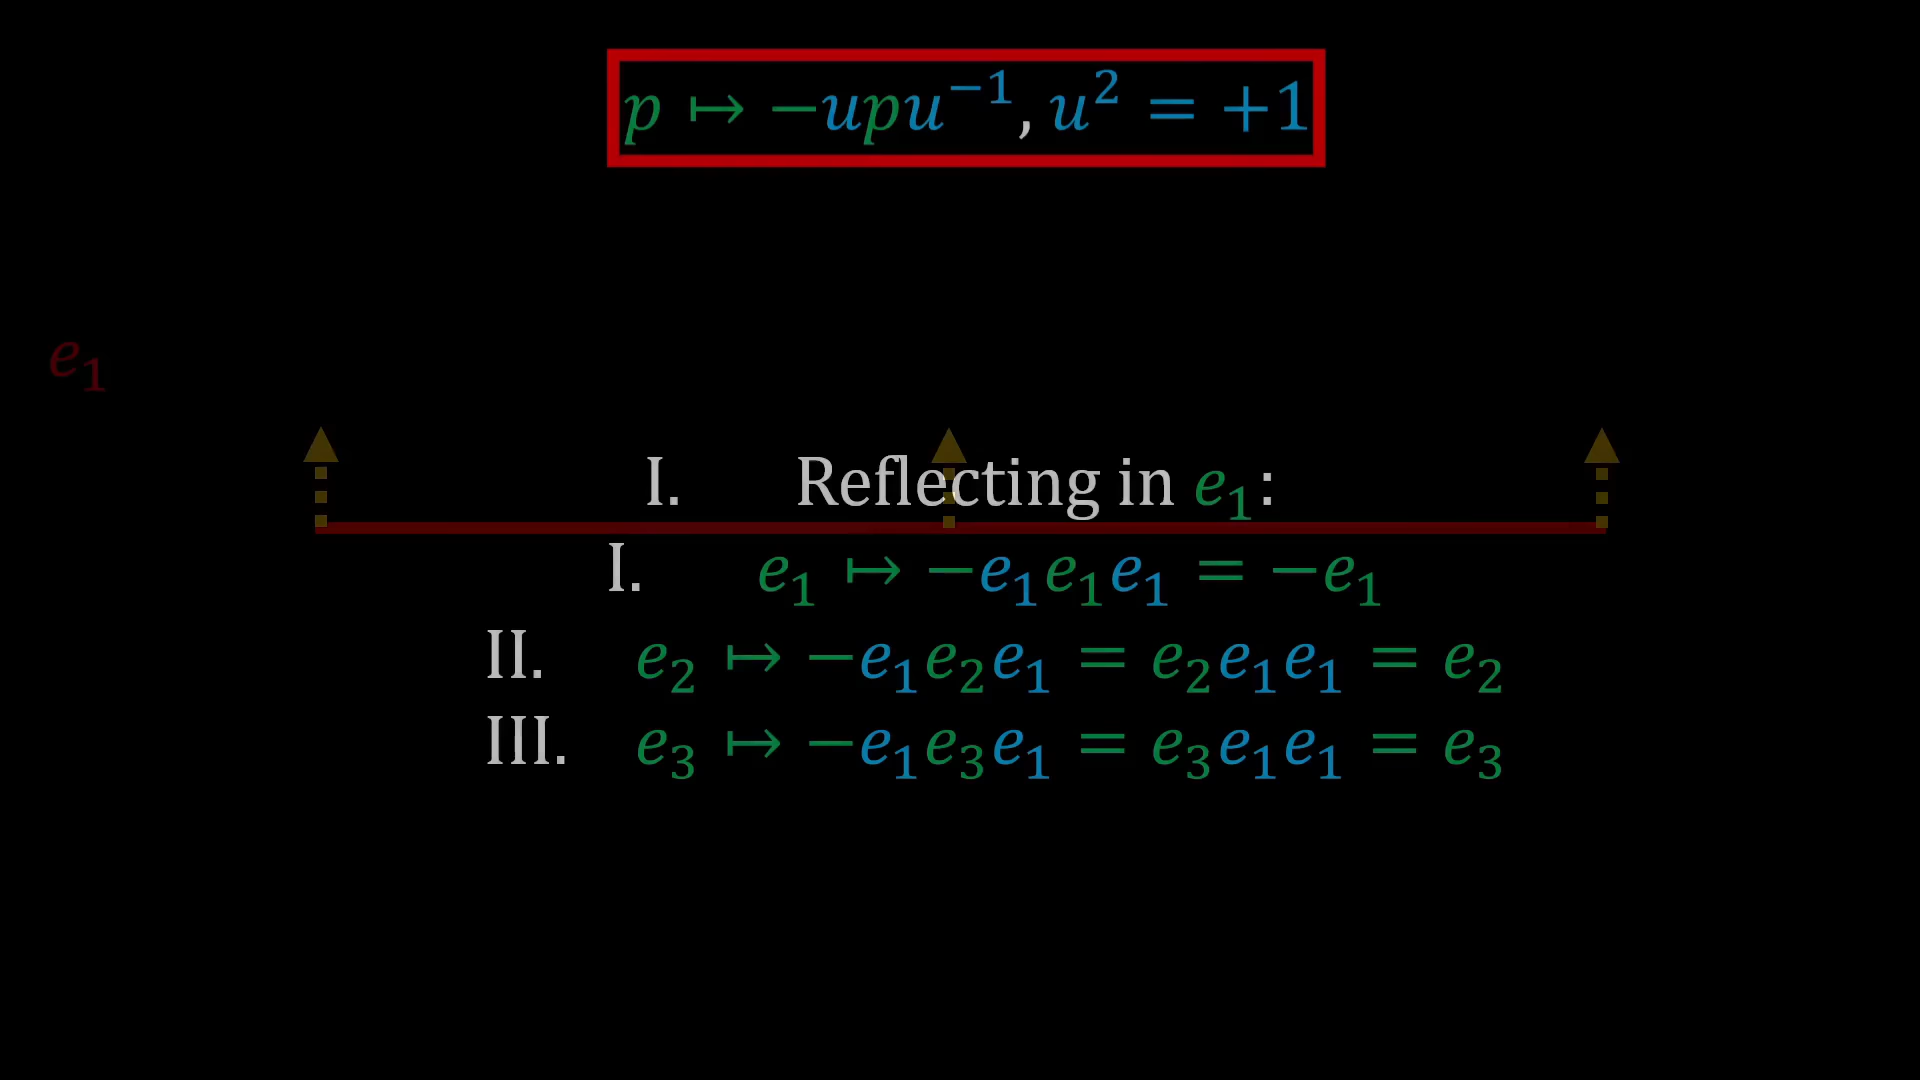 p ↦ −upu⁻¹, u² = +1
e₁
I. Reflecting in e₁:
I. e₁ ↦ −e₁e₁e₁ = −e₁
II. e₂ ↦ −e₁e₂e₁ = e₂e₁e₁ = e₂
III. e₃ ↦ −e₁e₃e₁ = e₃e₁e₁ = e₃